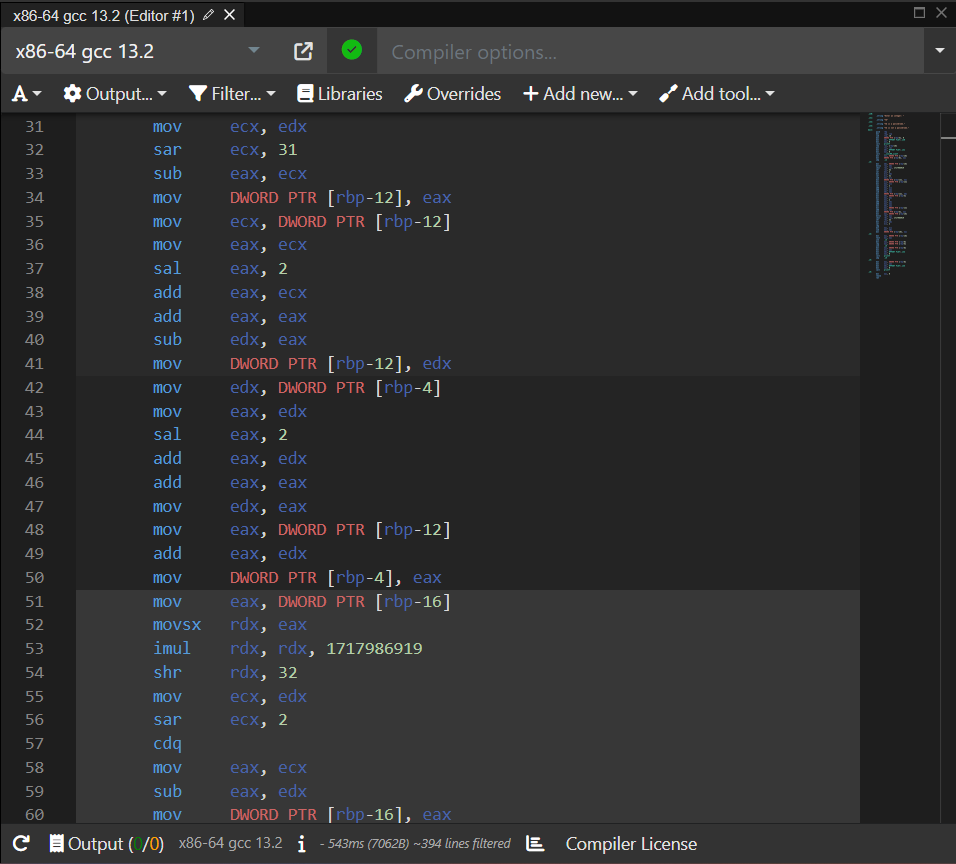 x86-64 gcc 13.2 (Editor #1)
x86-64 gcc 13.2
Compiler options...
A Output... Filter... Libraries Overrides Add new... Add tool...
31 mov ecx, edx
32 sar ecx, 31
33 sub eax, ecx
34 mov DWORD PTR [rbp-12], eax
35 mov ecx, DWORD PTR [rbp-12]
36 mov eax, ecx
37 sal eax, 2
38 add eax, ecx
39 add eax, eax
40 sub edx, eax
41 mov DWORD PTR [rbp-12], edx
42 mov edx, DWORD PTR [rbp-4]
43 mov eax, edx
44 sal eax, 2
45 add eax, edx
46 add eax, eax
47 mov edx, eax
48 mov eax, DWORD PTR [rbp-12]
49 add eax, edx
50 mov DWORD PTR [rbp-4], eax
51 mov eax, DWORD PTR [rbp-16]
52 movsx rdx, eax
53 imul rdx, rdx, 1717986919
54 shr rdx, 32
55 mov ecx, edx
56 sar ecx, 2
57 cdq
58 mov eax, ecx
59 sub eax, edx
60 mov DWORD PTR [rbp-16], eax
Output (0/0) x86-64 gcc 13.2 i - 543ms (7062B) ~394 lines filtered Compiler License